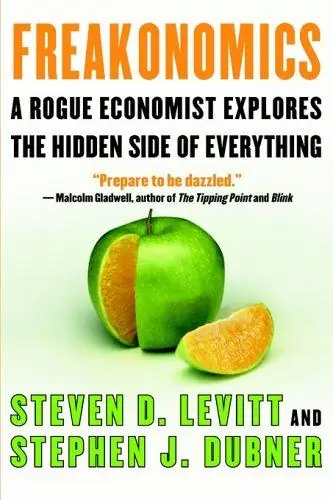 FREAKONOMICS
A ROGUE ECONOMIST EXPLORES
THE HIDDEN SIDE OF EVERYTHING
“Prepare to be dazzled.”
— Malcolm Gladwell, author of The Tipping Point and Blink
STEVEN D. LEVITT AND
STEPHEN J. DUBNER